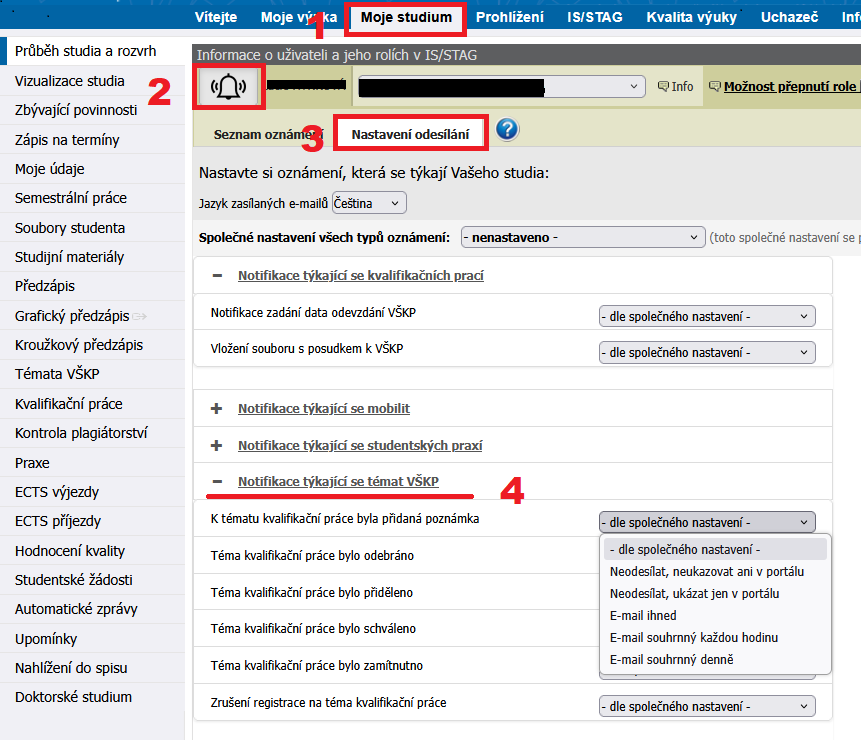 Vítejte Moje výuka Moje studium Prohlížení IS/STAG Kvalita výuky Uchazeč
1
Průběh studia a rozvrh
Vizualizace studia
Zbývající povinnosti
Zápis na termíny
Moje údaje
Semestrální práce
Soubory studenta
Studijní materiály
Předzápis
Grafický předzápis
Kroužkový předzápis
Témata VŠKP
Kvalifikační práce
Kontrola plagiátorství
Praxe
ECTS výjezdy
ECTS příjezdy
Hodnocení kvality
Studentské žádosti
Automatické zprávy
Upomínky
Nahlížení do spisu
Doktorské studium
Informace o uživateli a jeho rolích v IS/STAG
2
Info Možnost přepnutí role
Seznam oznámení 3 Nastavení odesílání ?
Nastavte si oznámení, která se týkají Vašeho studia:
Jazyk zasílaných e-mailů Čeština
Společné nastavení všech typů oznámení: - nenastaveno - (toto společné nastavení se
Notifikace týkající se kvalifikačních prací
Notifikace zadání data odevzdání VŠKP - dle společného nastavení -
Vložení souboru s posudkem k VŠKP - dle společného nastavení -
Notifikace týkající se mobilit
Notifikace týkající se studentských praxí
Notifikace týkající se témat VŠKP 4
K tématu kvalifikační práce byla přidaná poznámka - dle společného nastavení -
- dle společného nastavení -
Neodesílat, neukazovat ani v portálu
Neodesílat, ukázat jen v portálu
E-mail ihned
E-mail souhrnný každou hodinu
E-mail souhrnný denně
Téma kvalifikační práce bylo odebráno
Téma kvalifikační práce bylo přiděleno
Téma kvalifikační práce bylo schváleno
Téma kvalifikační práce bylo zamítnutno
Zrušení registrace na téma kvalifikační práce - dle společného nastavení -